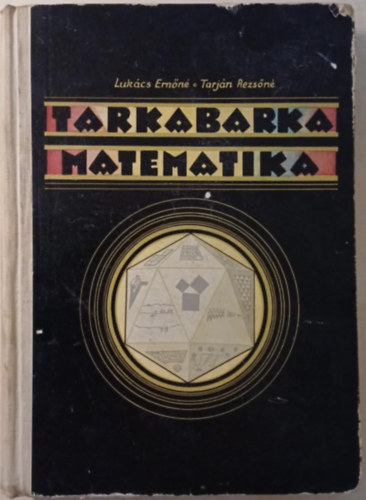 Lukács Ernőné • Tarján Rezsőné
TARKABARKA
MATEMATIKA